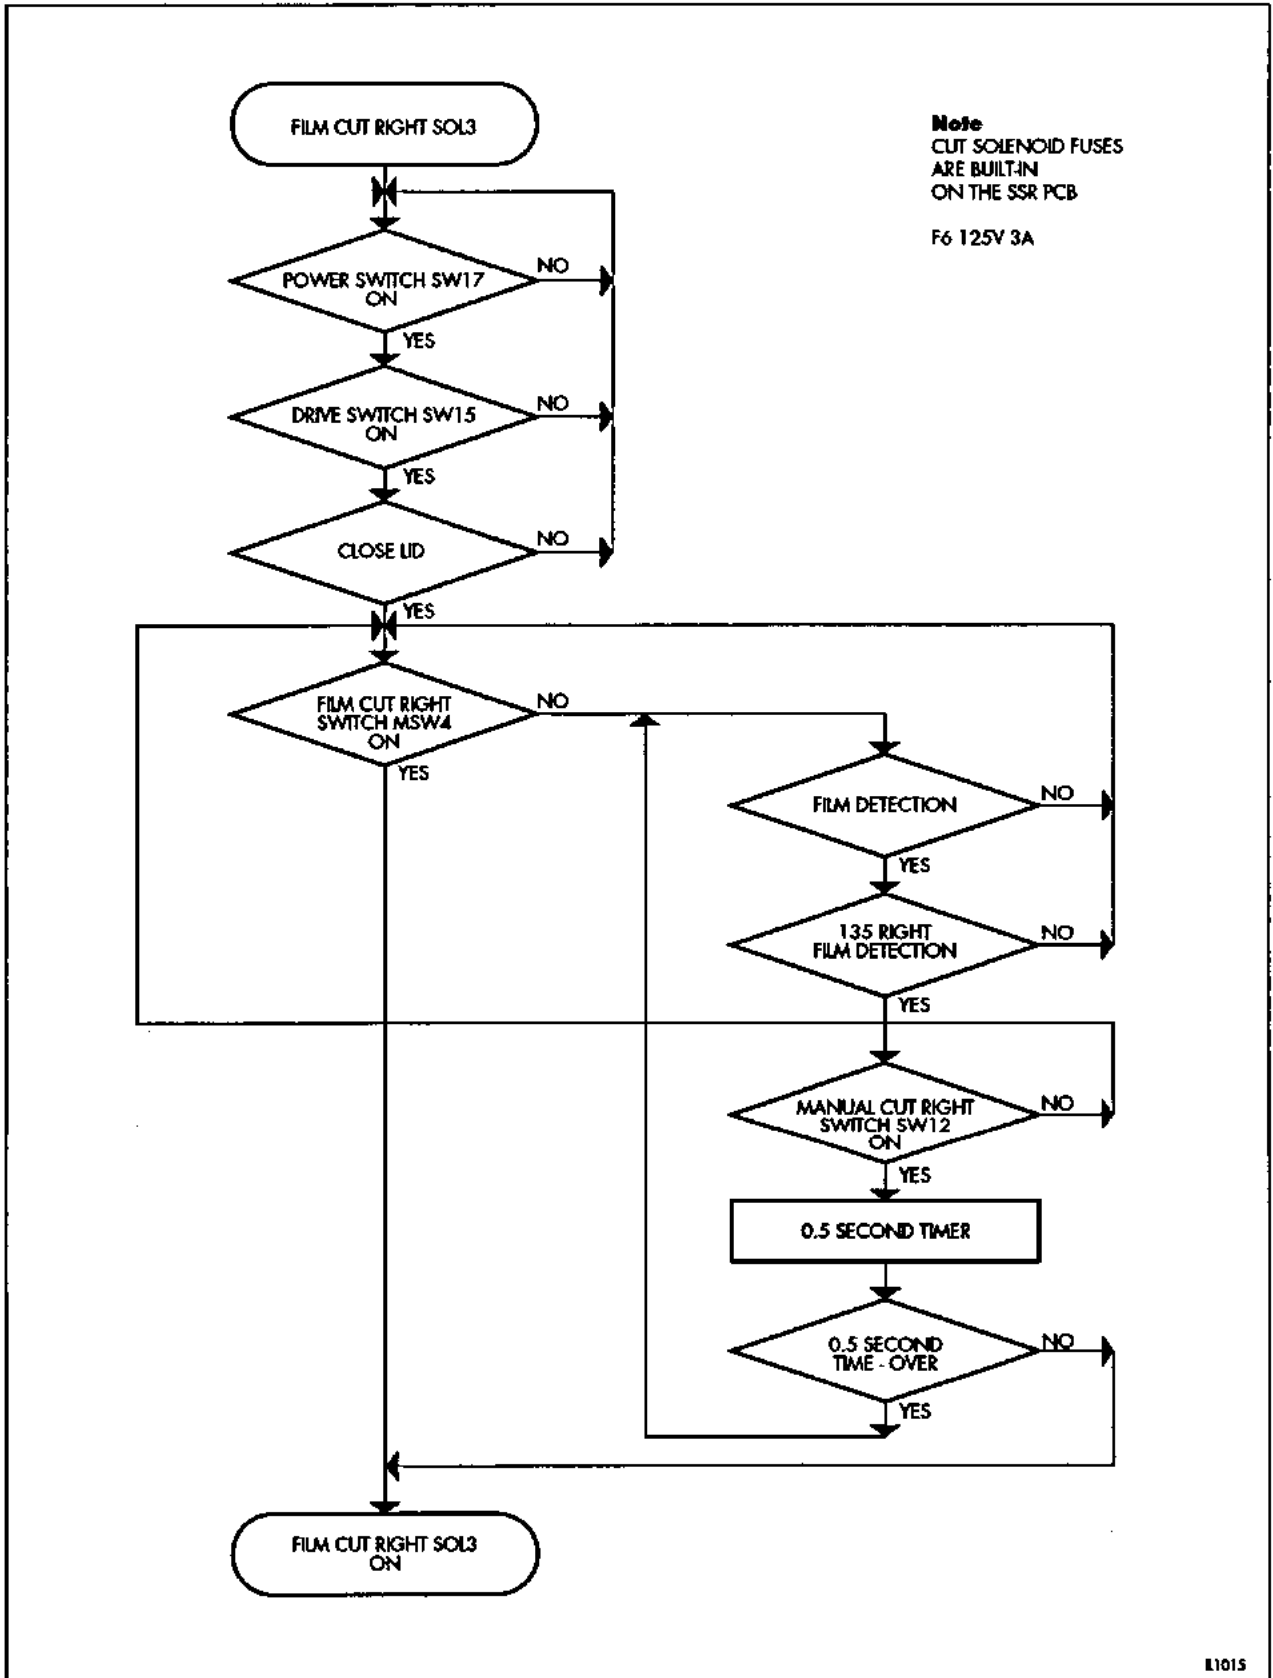 FILM CUT RIGHT SOL3
Note
CUT SOLENOID FUSES
ARE BUILT-IN
ON THE SSR PCB
F6 125V 3A
POWER SWITCH SW17
ON
NO
YES
DRIVE SWITCH SW15
ON
NO
YES
CLOSE LID
NO
YES
FILM CUT RIGHT
SWITCH MSW4
ON
NO
YES
FILM DETECTION
NO
YES
135 RIGHT
FILM DETECTION
NO
YES
MANUAL CUT RIGHT
SWITCH SW12
ON
NO
YES
0.5 SECOND TIMER
0.5 SECOND
TIME - OVER
NO
YES
FILM CUT RIGHT SOL3
ON